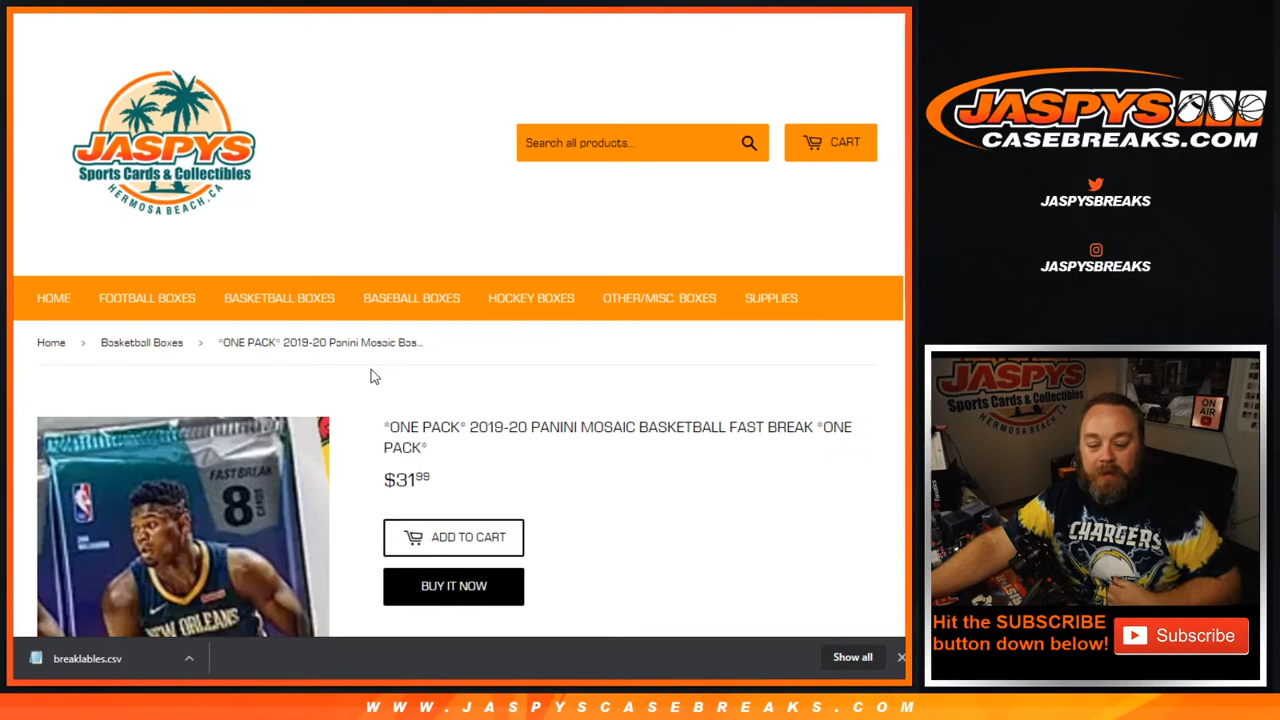 JASPYS
Sports Cards & Collectibles
HERMOSA BEACH, CA
Search all products...
CART
HOME
FOOTBALL BOXES
BASKETBALL BOXES
BASEBALL BOXES
HOCKEY BOXES
OTHER/MISC. BOXES
SUPPLIES
Home › Basketball Boxes › *ONE PACK* 2019-20 Panini Mosaic Bas...
FASTBREAK
8
CARDS
NBA
NEW ORLEANS
*ONE PACK* 2019-20 PANINI MOSAIC BASKETBALL FAST BREAK *ONE
PACK*
$31.99
ADD TO CART
BUY IT NOW
breaklables.csv
Show all
JASPYS
CASEBREAKS.COM
JASPYSBREAKS
JASPYSBREAKS
JASPYS
Sports Cards & Collectibles
HERMOSA BEACH, CA
ON
AIR
CHARGERS
Hit the SUBSCRIBE
button down below!
Subscribe
WWW.JASPYSCASEBREAKS.COM